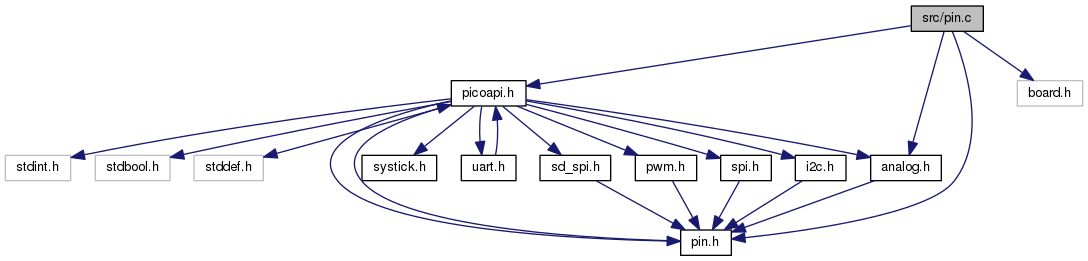 src/pin.c
picoapi.h
board.h
stdint.h
stdbool.h
stddef.h
systick.h
uart.h
sd_spi.h
pwm.h
spi.h
i2c.h
analog.h
pin.h